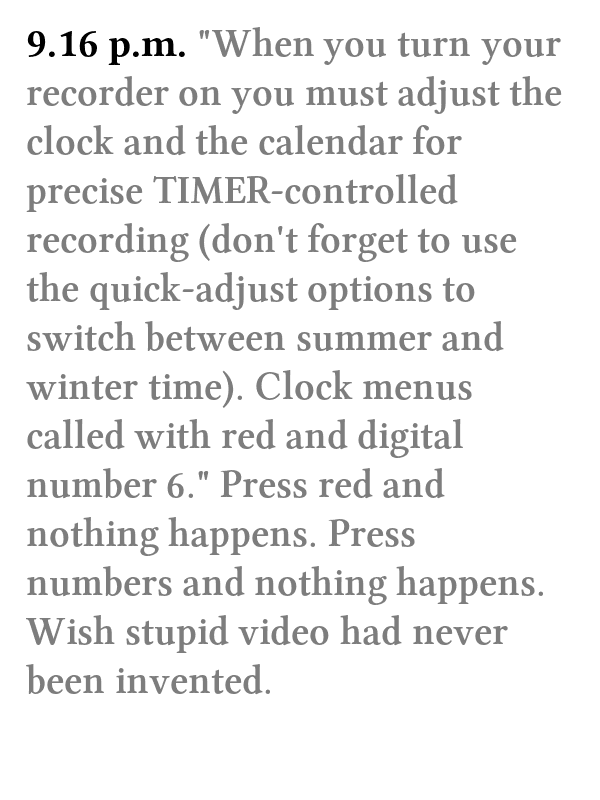 9.16 p.m. "When you turn your
recorder on you must adjust the
clock and the calendar for
precise TIMER-controlled
recording (don't forget to use
the quick-adjust options to
switch between summer and
winter time). Clock menus
called with red and digital
number 6." Press red and
nothing happens. Press
numbers and nothing happens.
Wish stupid video had never
been invented.